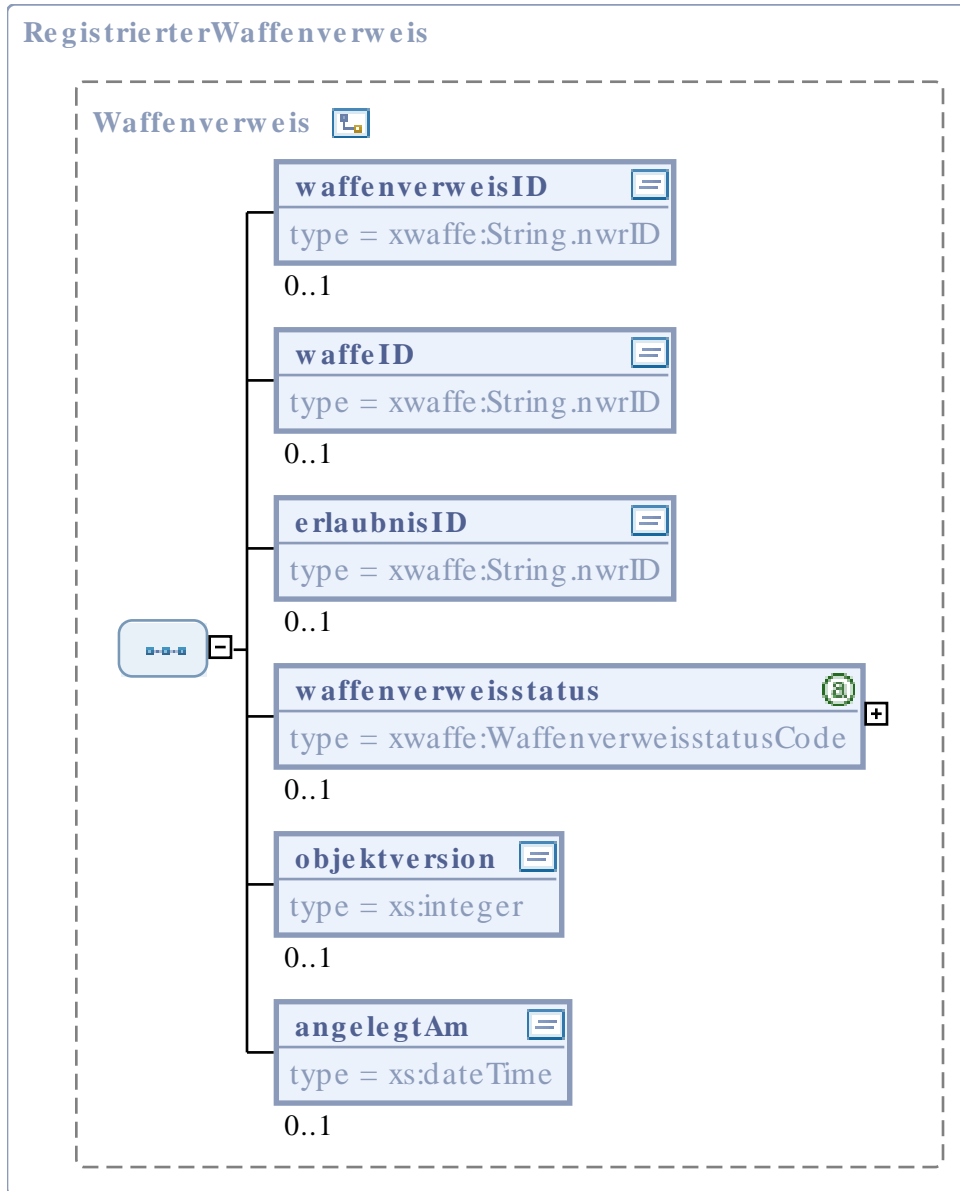 RegistrierterWaffenverweis
Waffenverweis
waffenverweisID
type = xwaffe:String.nwrID
0..1
waffeID
type = xwaffe:String.nwrID
0..1
erlaubnisID
type = xwaffe:String.nwrID
0..1
waffenverweisstatus
type = xwaffe:WaffenverweisstatusCode
0..1
objektversion
type = xs:integer
0..1
angelegtAm
type = xs:dateTime
0..1